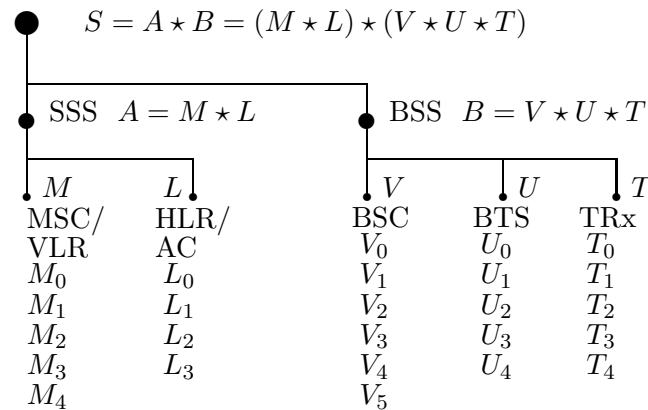 S = A ⋆ B = (M ⋆ L) ⋆ (V ⋆ U ⋆ T)
SSS A = M ⋆ L BSS B = V ⋆ U ⋆ T
M L V U T
MSC/ HLR/ BSC BTS TRx
VLR AC V₀ U₀ T₀
M₀ L₀ V₁ U₁ T₁
M₁ L₁ V₂ U₂ T₂
M₂ L₂ V₃ U₃ T₃
M₃ L₃ V₄ U₄ T₄
M₄ V₅